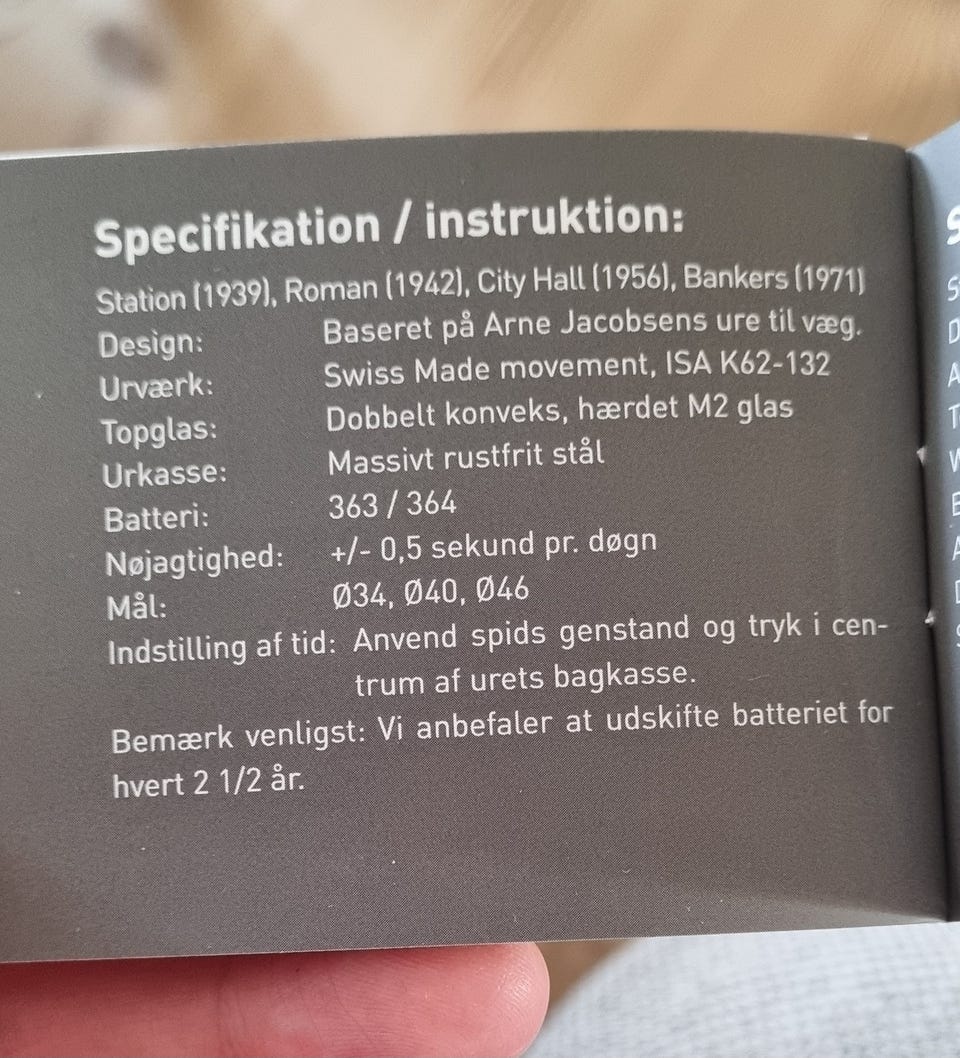 Specifikation / instruktion:
Station (1939), Roman (1942), City Hall (1956), Bankers (1971)
Design: Baseret på Arne Jacobsens ure til væg.
Urværk: Swiss Made movement, ISA K62-132
Topglas: Dobbelt konveks, hærdet M2 glas
Urkasse: Massivt rustfrit stål
Batteri: 363 / 364
Nøjagtighed: +/- 0,5 sekund pr. døgn
Mål: Ø34, Ø40, Ø46
Indstilling af tid: Anvend spids genstand og tryk i cen-
trum af urets bagkasse.
Bemærk venligst: Vi anbefaler at udskifte batteriet for
hvert 2 1/2 år.